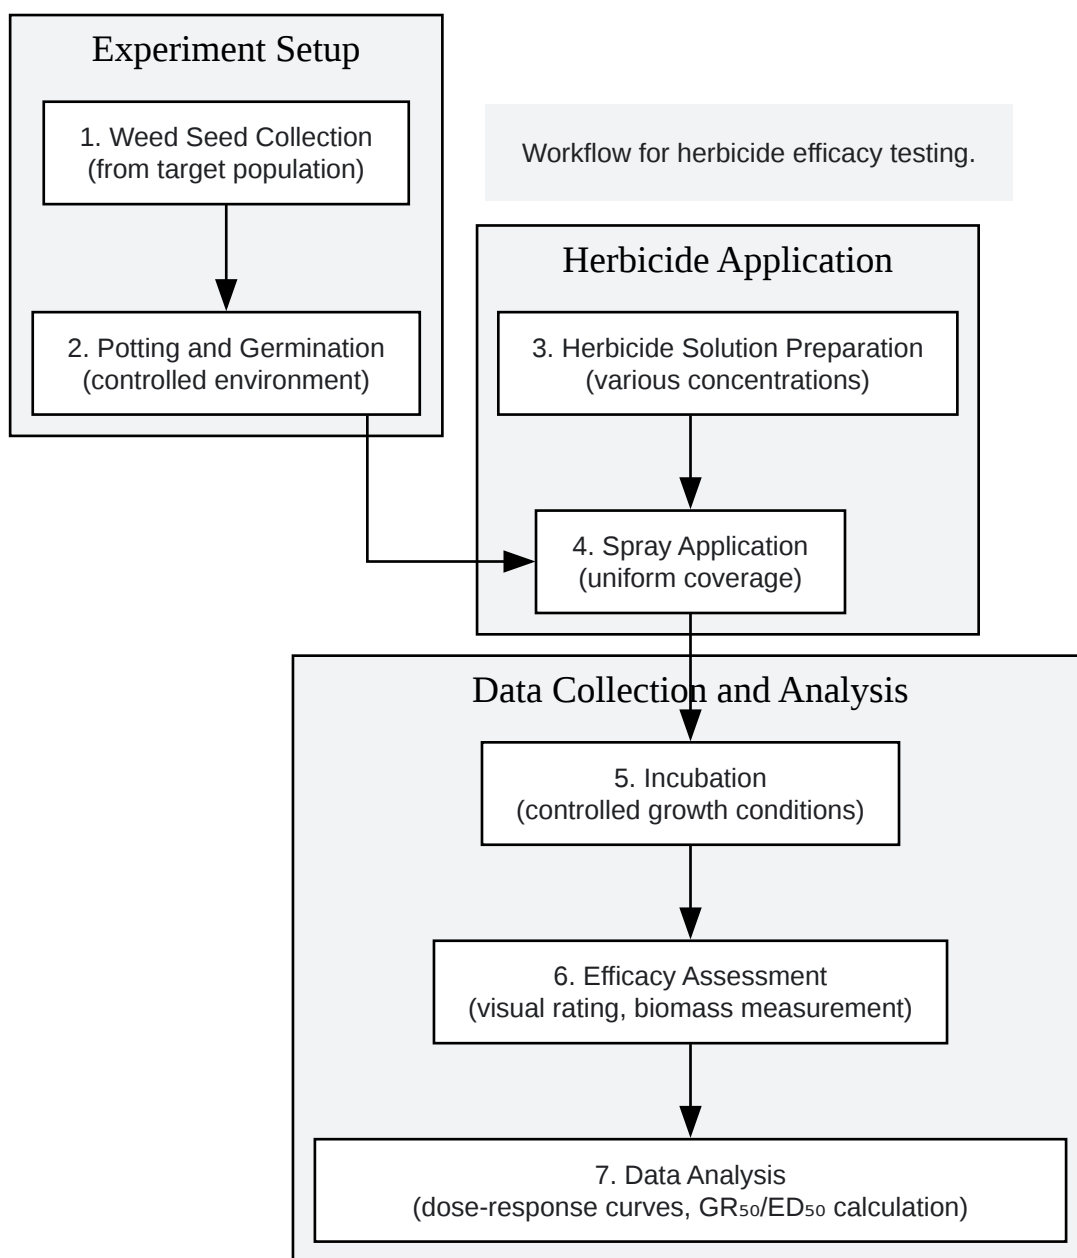 Experiment Setup
1. Weed Seed Collection
(from target population)
2. Potting and Germination
(controlled environment)
Workflow for herbicide efficacy testing.
Herbicide Application
3. Herbicide Solution Preparation
(various concentrations)
4. Spray Application
(uniform coverage)
Data Collection and Analysis
5. Incubation
(controlled growth conditions)
6. Efficacy Assessment
(visual rating, biomass measurement)
7. Data Analysis
(dose-response curves, GR₅₀/ED₅₀ calculation)